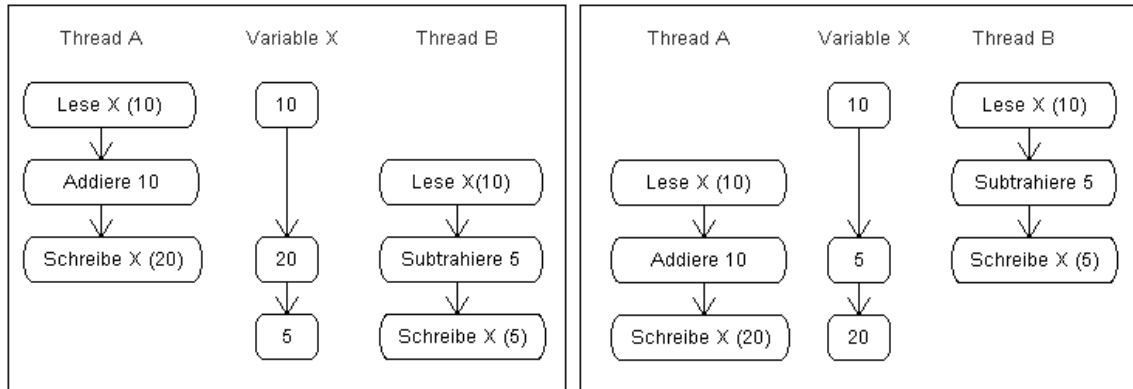 Thread A
Variable X
Thread B
Lese X (10)
10
Addiere 10
Lese X(10)
Schreibe X (20)
20
Subtrahiere 5
5
Schreibe X (5)
Thread A
Variable X
Thread B
10
Lese X (10)
Lese X (10)
Subtrahiere 5
Addiere 10
5
Schreibe X (5)
Schreibe X (20)
20